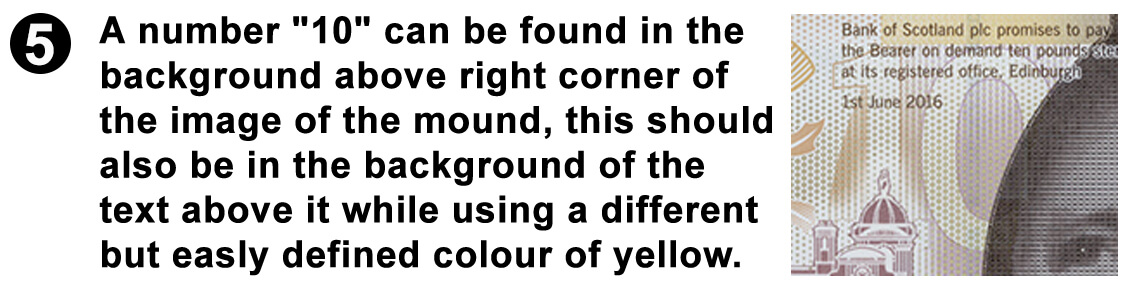 5
A number "10" can be found in the
background above right corner of
the image of the mound, this should
also be in the background of the
text above it while using a different
but easly defined colour of yellow.
Bank of Scotland plc promises to pay
the Bearer on demand ten pounds ster
at its registered office, Edinburgh
1st June 2016